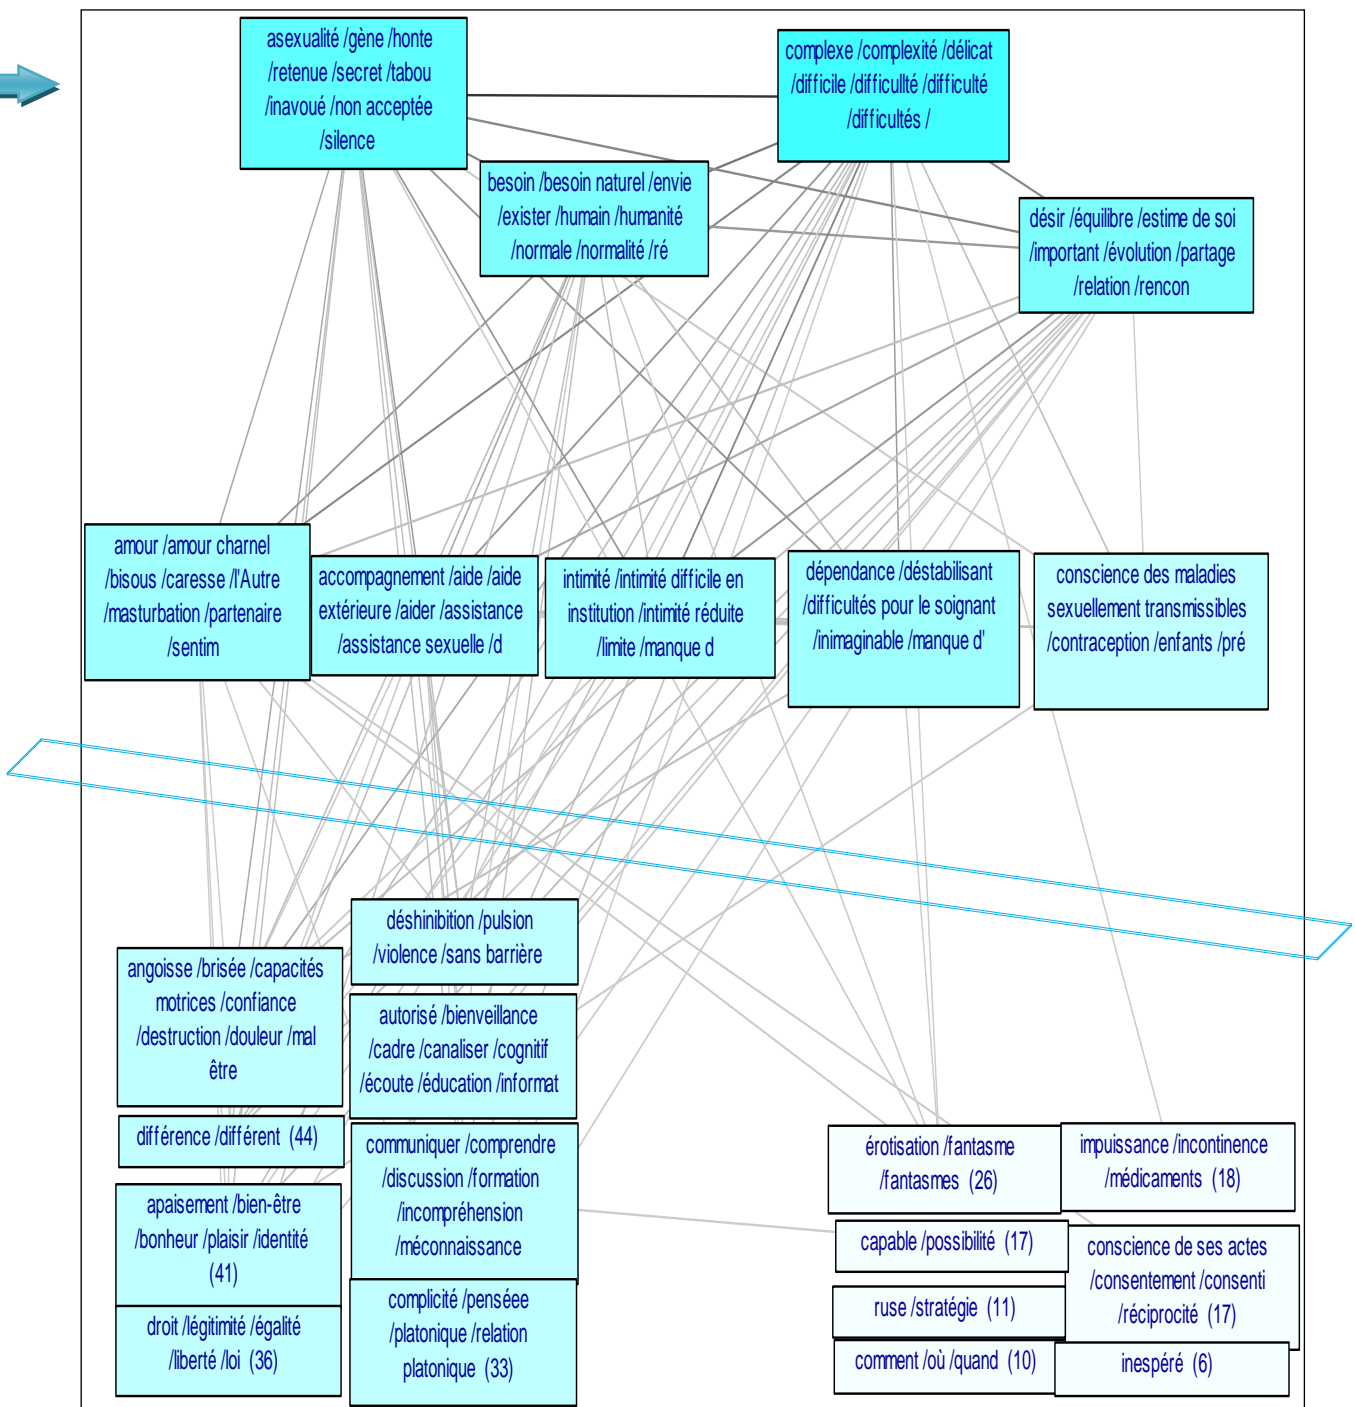 asexualité /gène /honte
/retenue /secret /tabou
/inavoué /non acceptée
/silence
complexe /complexité /délicat
/difficile /difficullté /difficulté
/difficultés /
besoin /besoin naturel /envie
/exister /humain /humanité
/normale /normalité /ré
désir /équilibre /estime de soi
/important /évolution /partage
/relation /rencon
amour /amour charnel
/bisous /caresse /l'Autre
/masturbation /partenaire
/sentim
accompagnement /aide /aide
extérieure /aider /assistance
/assistance sexuelle /d
intimité /intimité difficile en
institution /intimité réduite
/limite /manque d
dépendance /déstabilisant
/difficultés pour le soignant
/inimaginable /manque d'
conscience des maladies
sexuellement transmissibles
/contraception /enfants /pré
déshinibition /pulsion
/violence /sans barrière
angoisse /brisée /capacités
motrices /confiance
/destruction /douleur /mal
être
autorisé /bienveillance
/cadre /canaliser /cognitif
/écoute /éducation /informat
différence /différent (44)
communiquer /comprendre
/discussion /formation
/incompréhension
/méconnaissance
apaisement /bien-être
/bonheur /plaisir /identité
(41)
complicité /penséee
/platonique /relation
platonique (33)
droit /légitimité /égalité
/liberté /loi (36)
érotisation /fantasme
/fantasmes (26)
impuissance /incontinence
/médicaments (18)
capable /possibilité (17)
conscience de ses actes
/consentement /consenti
/réciprocité (17)
ruse /stratégie (11)
comment /où /quand (10)
inespéré (6)